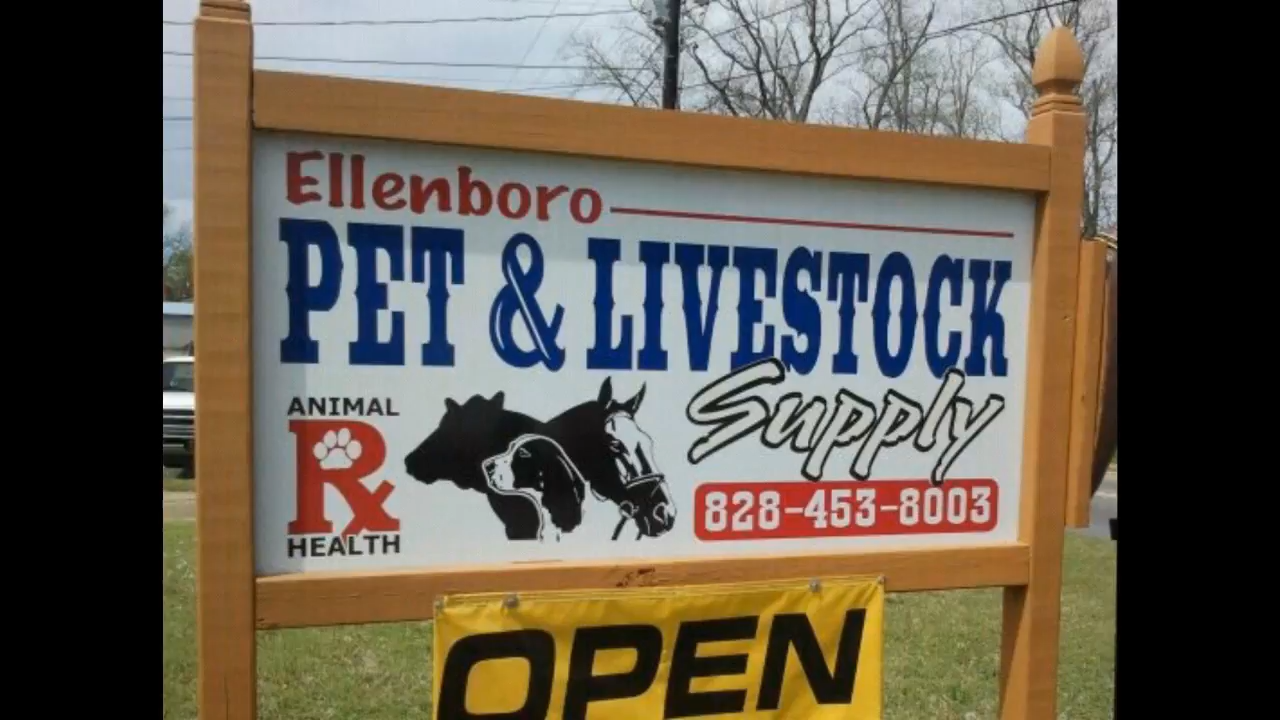 Ellenboro
PET & LIVESTOCK
Supply
ANIMAL
Rx
HEALTH
828-453-8003
OPEN